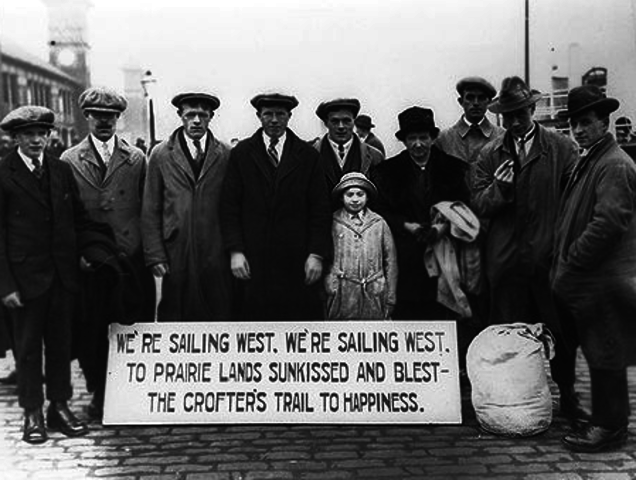 WE'RE SAILING WEST, WE'RE SAILING WEST,
TO PRAIRIE LANDS SUNKISSED AND BLEST-
THE CROFTER'S TRAIL TO HAPPINESS.